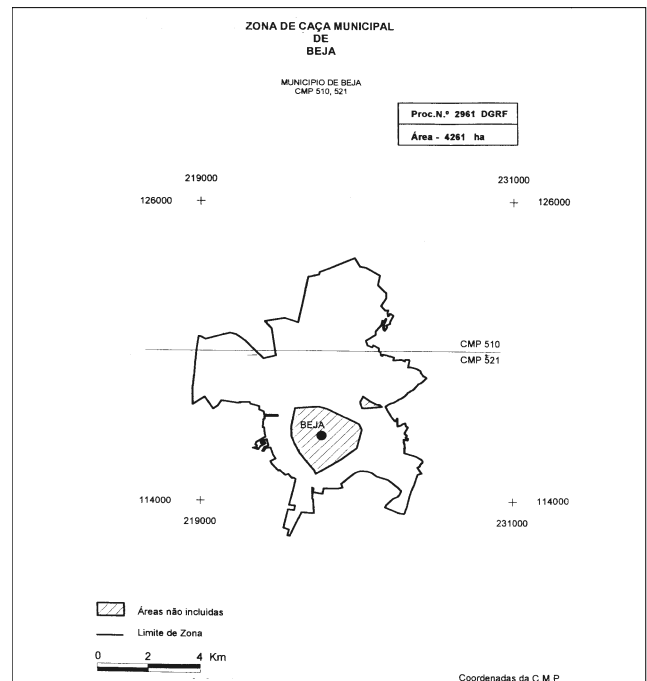 ZONA DE CAÇA MUNICIPAL
DE
BEJA
MUNICIPIO DE BEJA
CMP 510, 521
Proc.N.º 2961 DGRF
Área - 4261 ha
219000
231000
126000
126000
CMP 510
CMP 521
BEJA
114000
114000
219000
231000
Áreas não incluidas
Limite de Zona
0 2 4 Km
Coordenadas da C M P